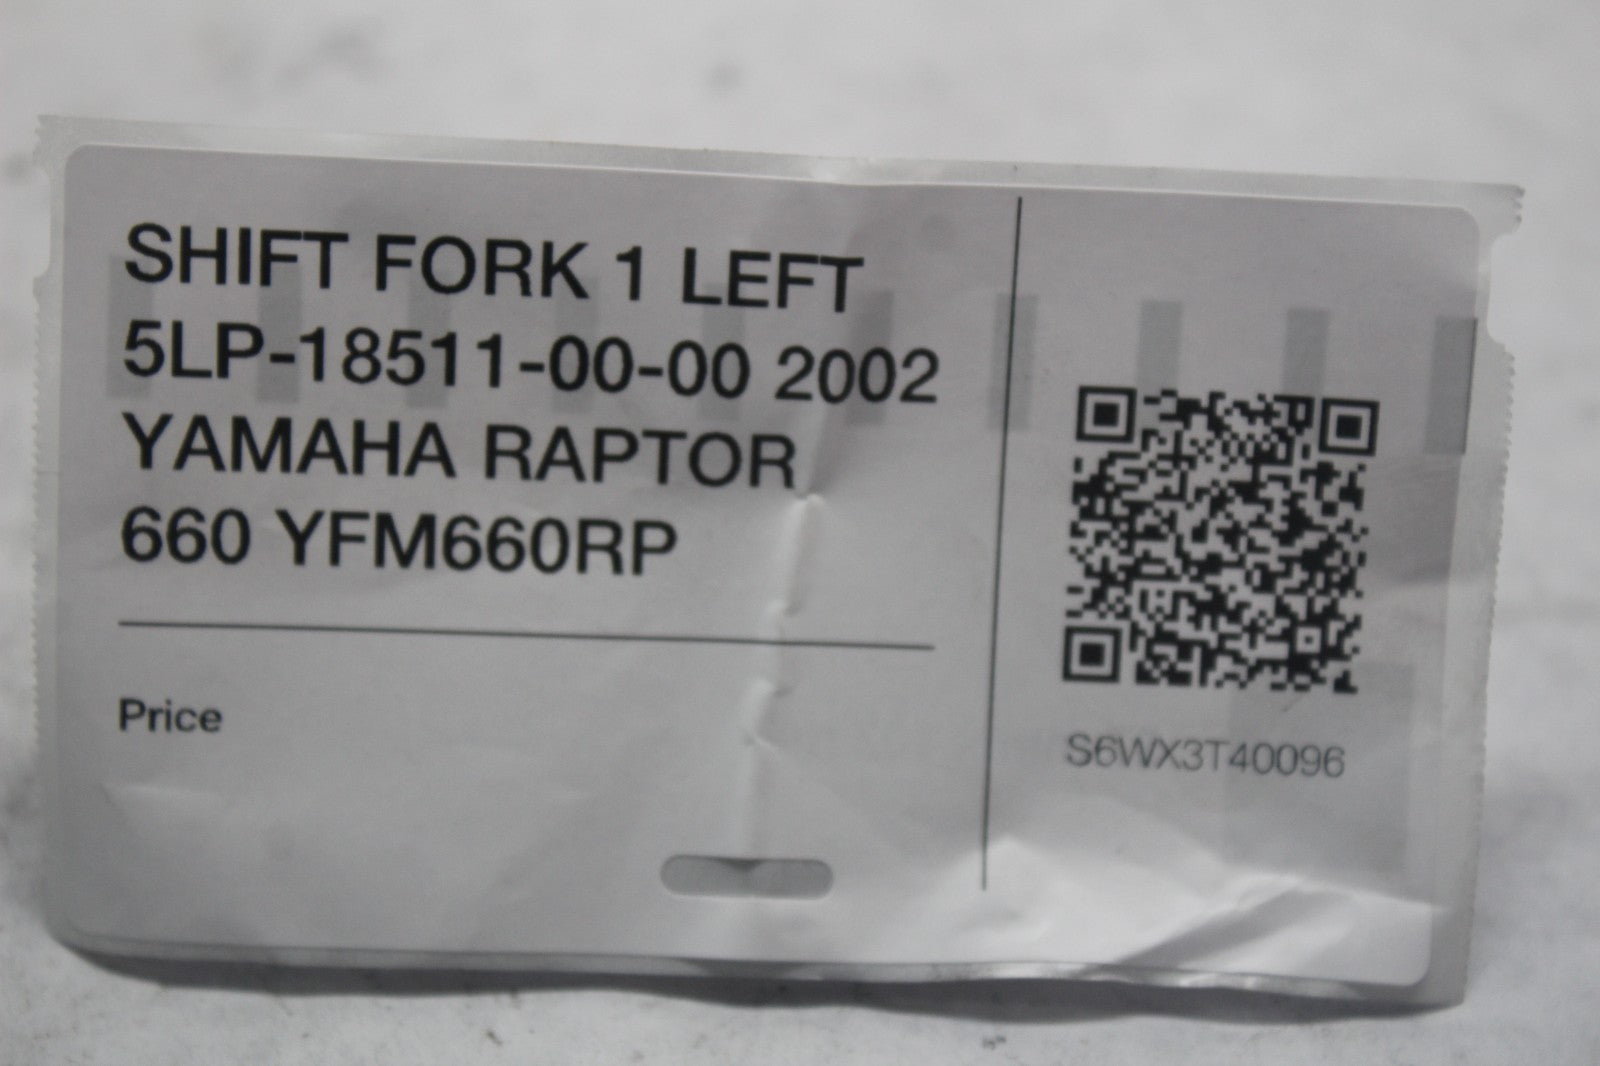 SHIFT FORK 1 LEFT
5LP-18511-00-00 2002
YAMAHA RAPTOR
660 YFM660RP
Price
S6WX3T40096